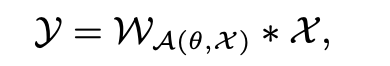 𝒴 = 𝒲_{𝒜(θ,𝒳)} ∗ 𝒳,